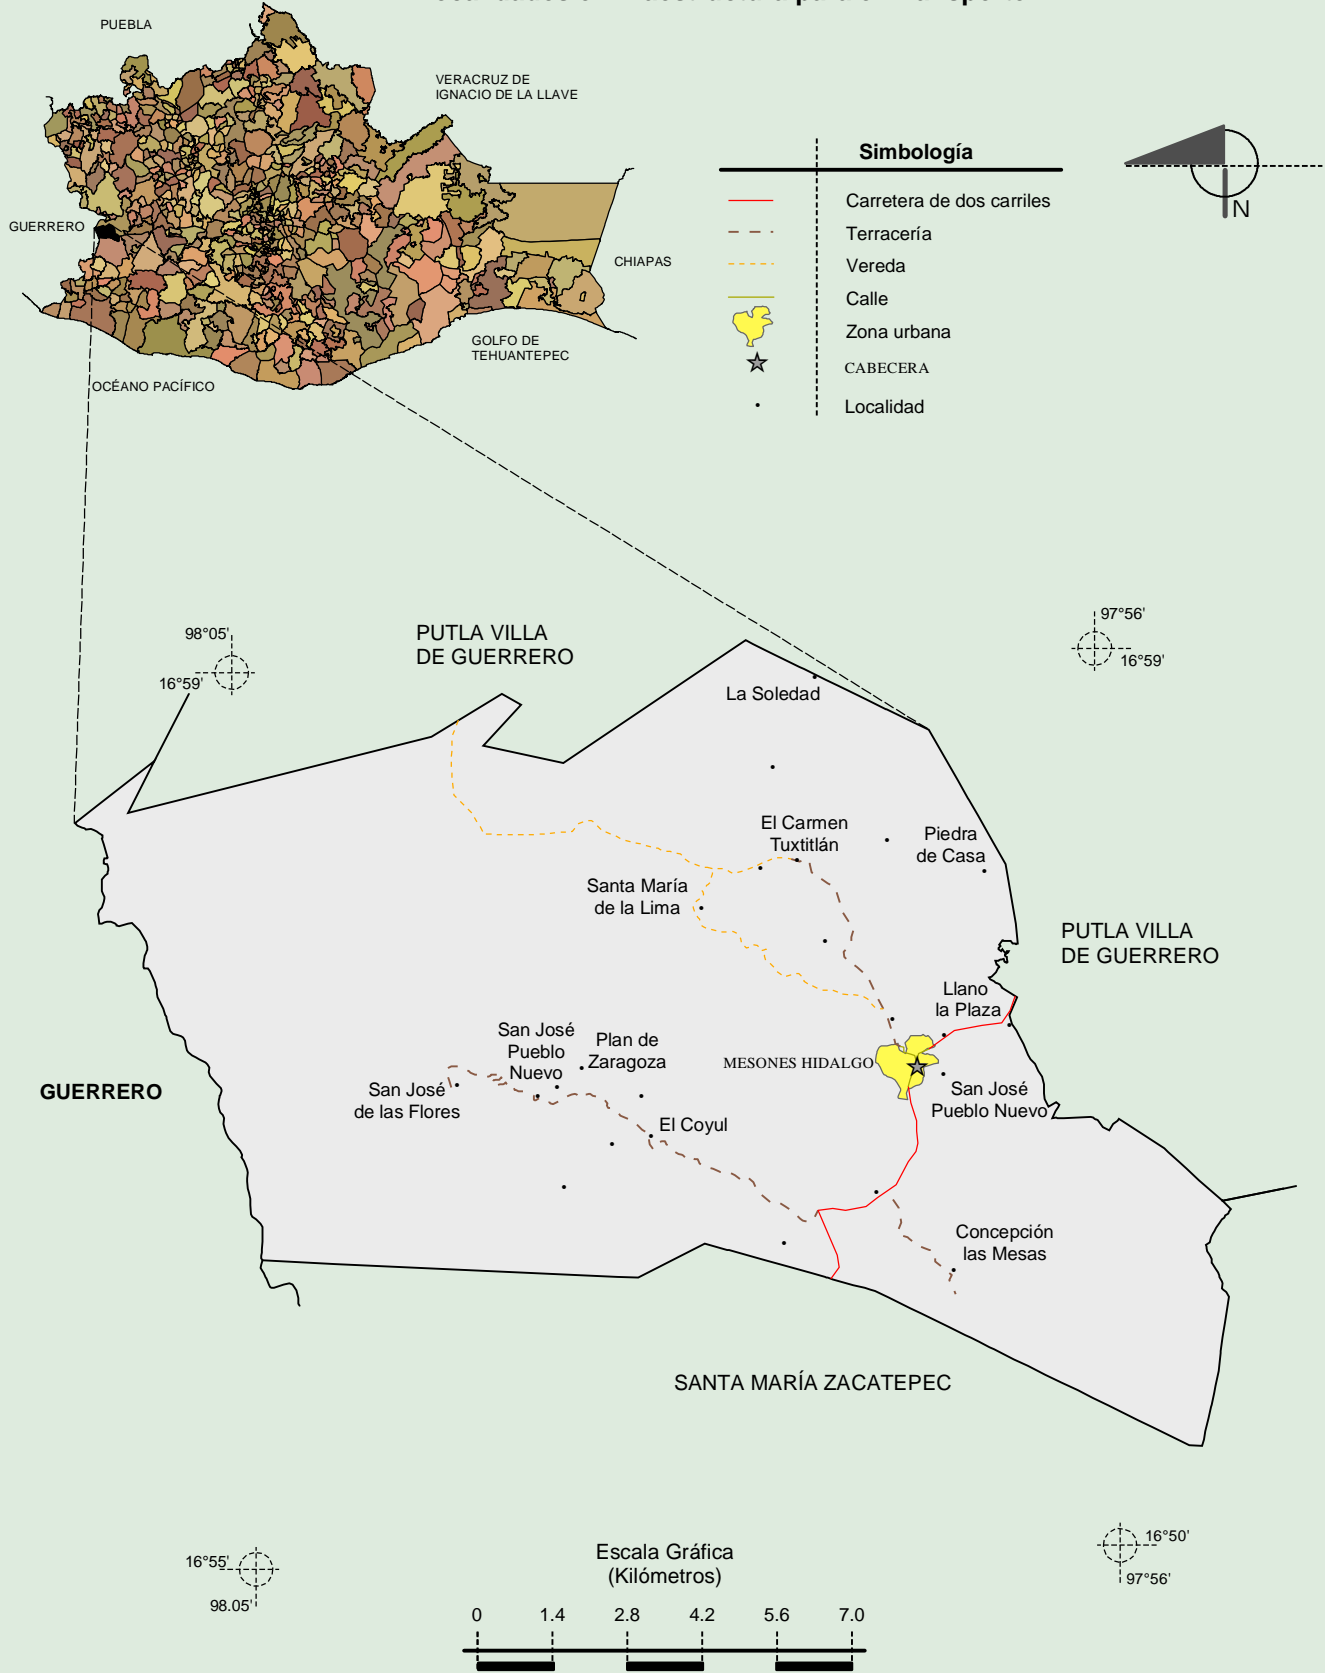 PUEBLA
VERACRUZ DE
IGNACIO DE LA LLAVE
GUERRERO
CHIAPAS
GOLFO DE
TEHUANTEPEC
OCÉANO PACÍFICO
Simbología
Carretera de dos carriles
Terracería
Vereda
Calle
Zona urbana
CABECERA
Localidad
N
98°05'
16°59'
PUTLA VILLA
DE GUERRERO
97°56'
16°59'
La Soledad
El Carmen
Tuxtitlán
Piedra
de Casa
Santa María
de la Lima
PUTLA VILLA
DE GUERRERO
Llano
la Plaza
San José
Pueblo
Nuevo
Plan de
Zaragoza
MESONES HIDALGO
GUERRERO
San José
de las Flores
San José
Pueblo Nuevo
El Coyul
Concepción
las Mesas
SANTA MARÍA ZACATEPEC
16°55'
98.05'
Escala Gráfica
(Kilómetros)
0 1.4 2.8 4.2 5.6 7.0
16°50'
97°56'